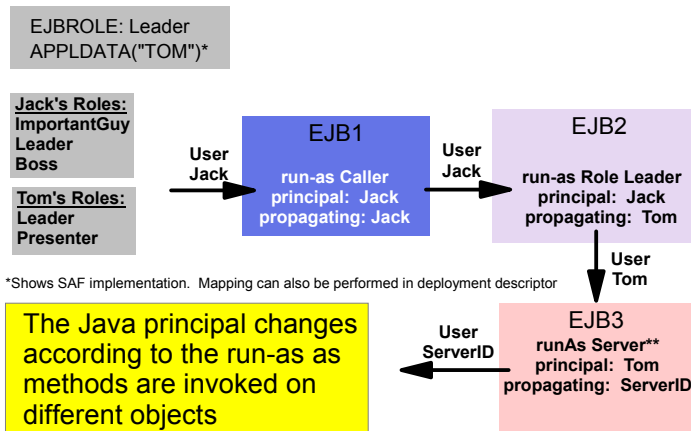 EJBROLE: Leader
APPLDATA("TOM")*
Jack's Roles:
ImportantGuy
Leader
Boss
Tom's Roles:
Leader
Presenter
User
Jack
EJB1
run-as Caller
principal: Jack
propagating: Jack
User
Jack
EJB2
run-as Role Leader
principal: Jack
propagating: Tom
User
Tom
*Shows SAF implementation. Mapping can also be performed in deployment descriptor
EJB3
runAs Server**
principal: Tom
propagating: ServerID
User
ServerID
The Java principal changes
according to the run-as as
methods are invoked on
different objects